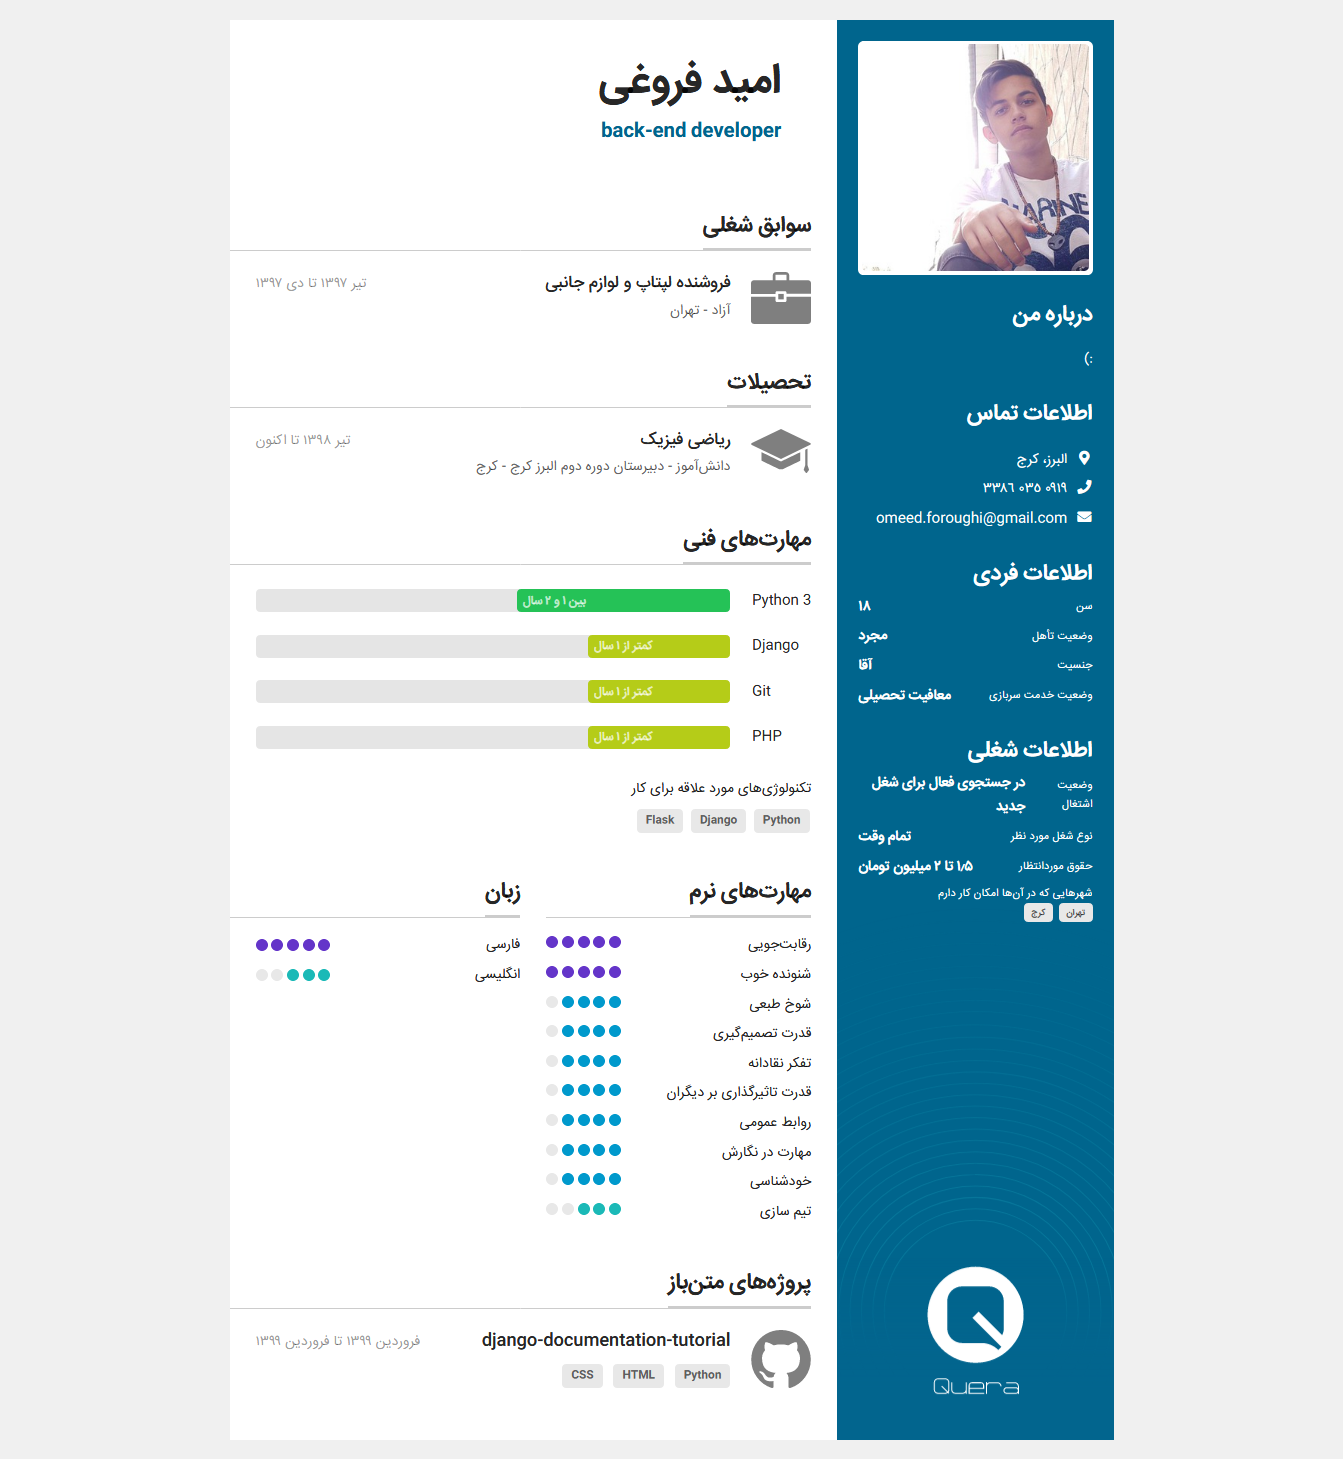 امید فروغی
back-end developer
سوابق شغلی
فروشنده لپتاپ و لوازم جانبی
تیر ۱۳۹۷ تا دی ۱۳۹۷
آزاد - تهران
تحصیلات
ریاضی فیزیک
تیر ۱۳۹۸ تا اکنون
دانش‌آموز - دبیرستان دوره دوم البرز کرج - کرج
مهارت‌های فنی
Python 3
بین ۱ و ۲ سال
Django
کمتر از ۱ سال
Git
کمتر از ۱ سال
PHP
کمتر از ۱ سال
تکنولوژی‌های مورد علاقه برای کار
Python Django Flask
مهارت‌های نرم
رقابت‌جویی
شنونده خوب
شوخ طبعی
قدرت تصمیم‌گیری
تفکر نقادانه
قدرت تاثیرگذاری بر دیگران
روابط عمومی
مهارت در نگارش
خودشناسی
تیم سازی
زبان
فارسی
انگلیسی
پروژه‌های متن‌باز
django-documentation-tutorial
فروردین ۱۳۹۹ تا فروردین ۱۳۹۹
Python HTML CSS
درباره من
:)
اطلاعات تماس
البرز، کرج
۰۹۱۹ ۰۳۵ ۳۳۸۶
omeed.foroughi@gmail.com
اطلاعات فردی
سن ۱۸
وضعیت تأهل مجرد
جنسیت آقا
وضعیت خدمت سربازی معافیت تحصیلی
اطلاعات شغلی
وضعیت اشتغال
در جستجوی فعال برای شغل
جدید
نوع شغل مورد نظر تمام وقت
حقوق موردانتظار ۱٫۵ تا ۲ میلیون تومان
شهرهایی که در آن‌ها امکان کار دارم
تهران کرج
Quera